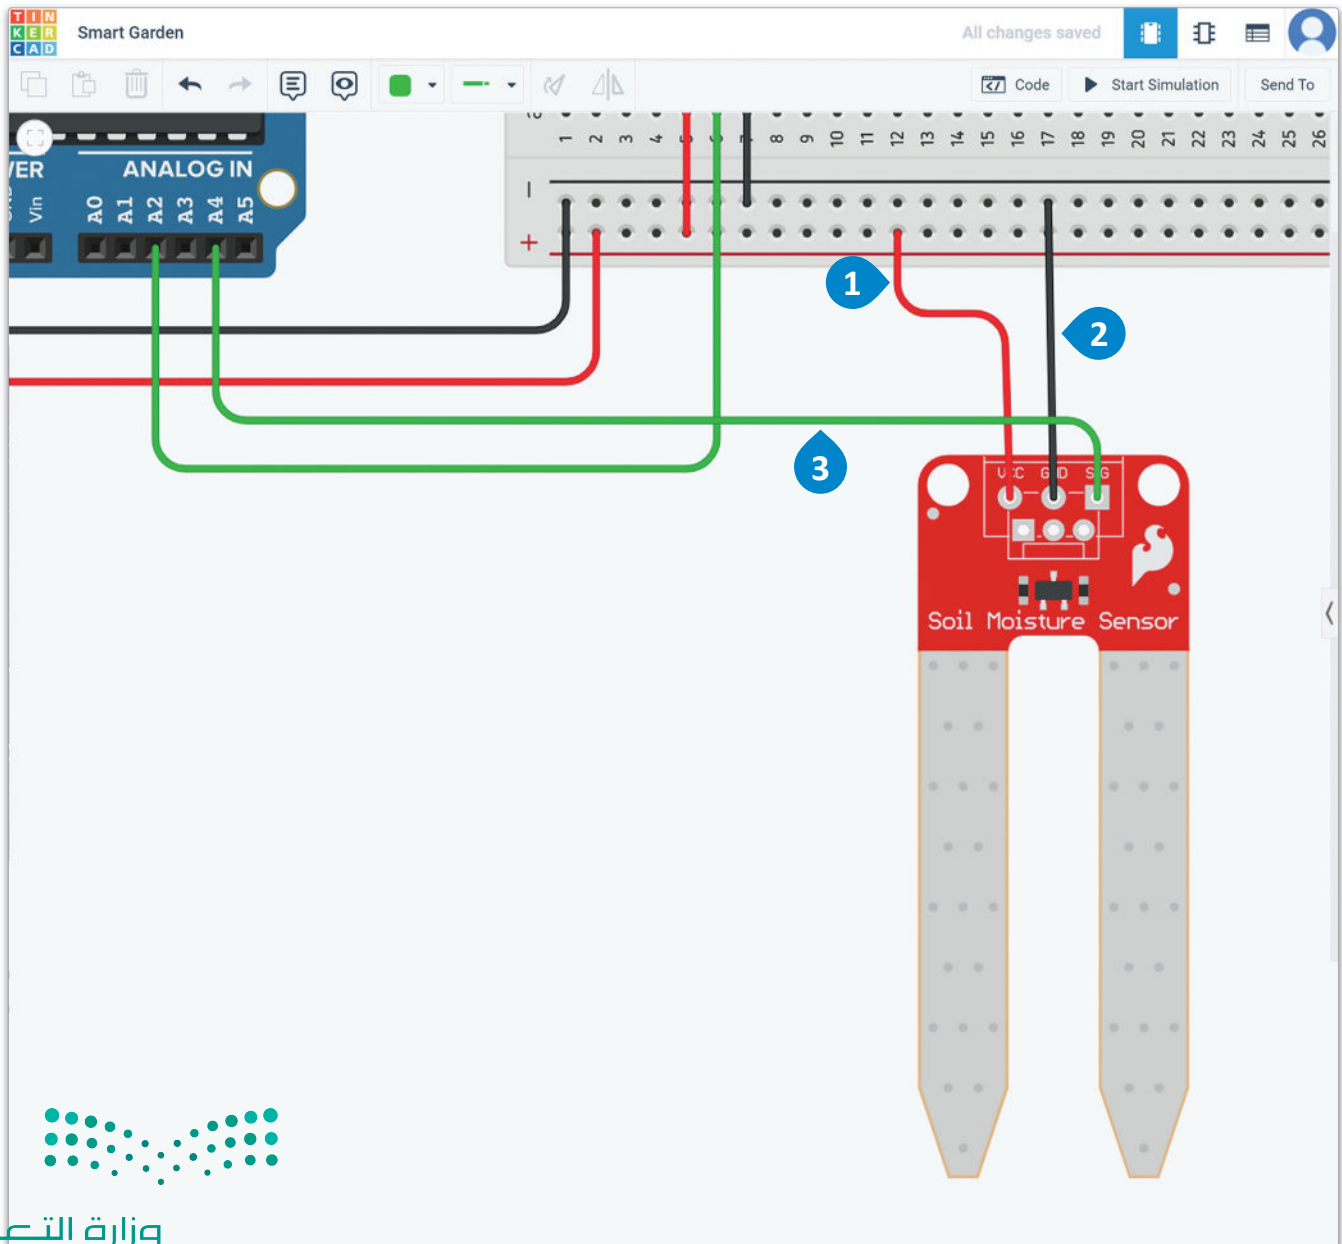 TIN
KER
CAD
Smart Garden
All changes saved
Code
Start Simulation
Send To
1 2 3 4 5 6 7 8 9 10 11 12 13 14 15 16 17 18 19 20 21 22 23 24 25 26
ANALOG IN
Vin
A0 A1 A2 A3 A4 A5
1
2
3
VCC GND SIG
Soil Moisture Sensor
وزارة